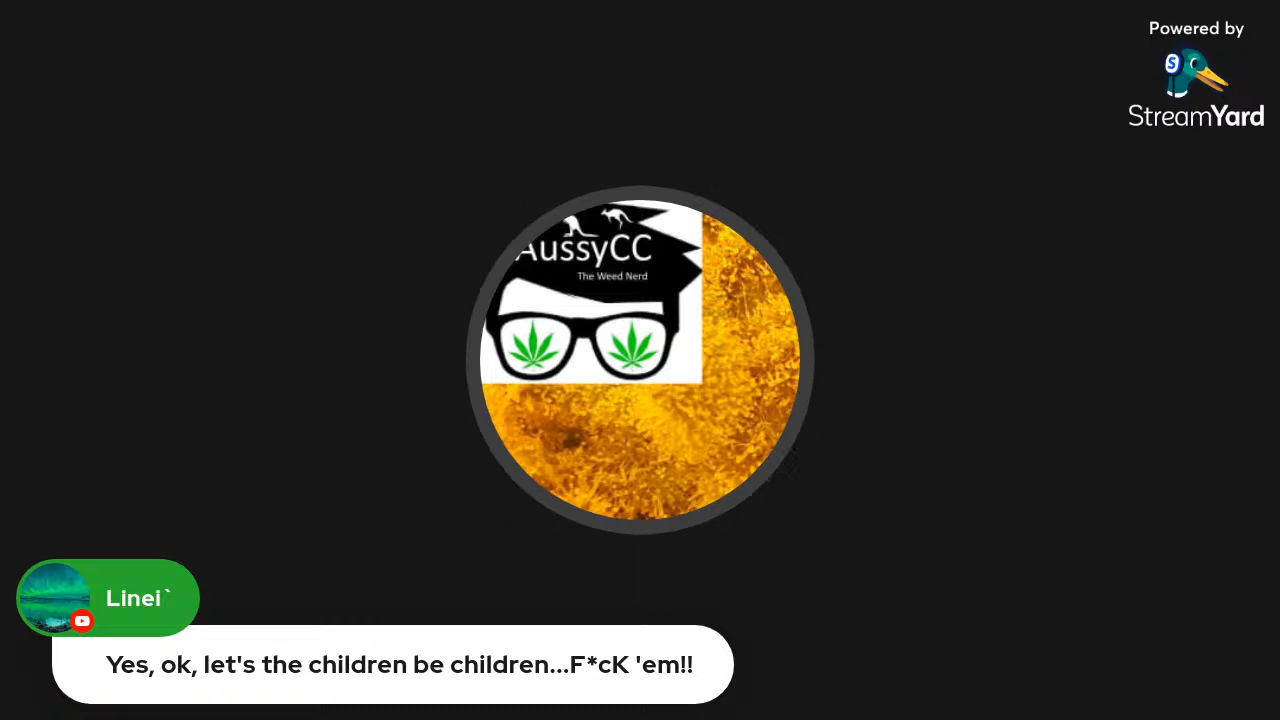 Powered by
S
StreamYard
AussyCC
The Weed Nerd
Linei`
Yes, ok, let's the children be children...F*cK 'em!!